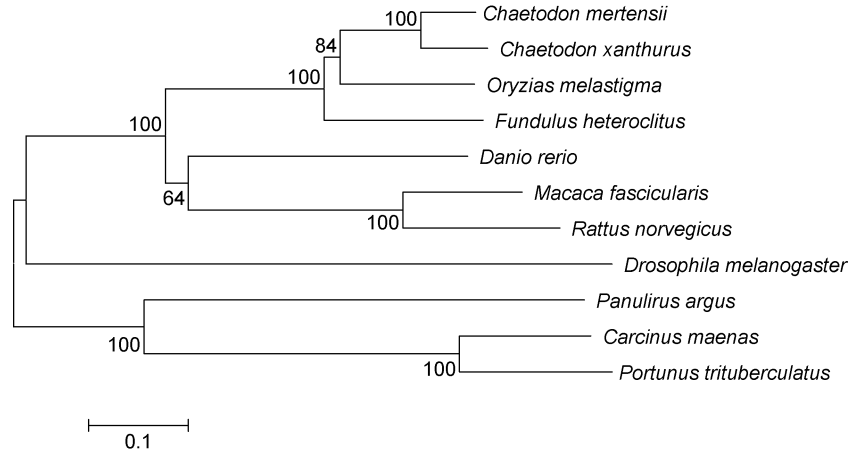 100 Chaetodon mertensii
84 Chaetodon xanthurus
100 Oryzias melastigma
100 Fundulus heteroclitus
Danio rerio
64 Macaca fascicularis
100 Rattus norvegicus
Drosophila melanogaster
Panulirus argus
100 Carcinus maenas
100 Portunus trituberculatus
0.1